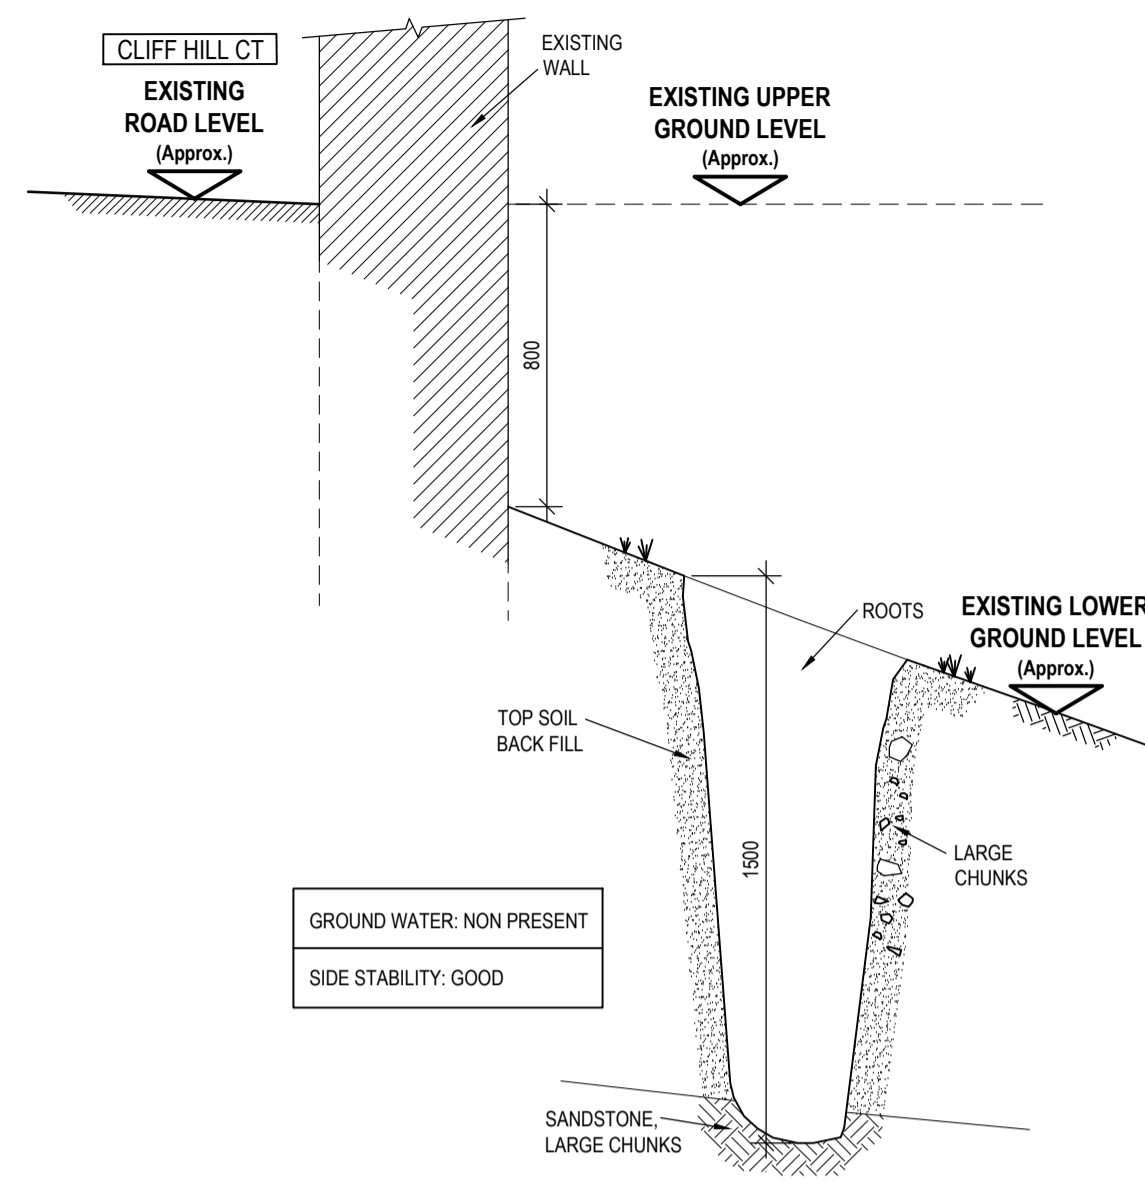 CLIFF HILL CT
EXISTING
ROAD LEVEL
(Approx.)
EXISTING
WALL
EXISTING UPPER
GROUND LEVEL
(Approx.)
800
ROOTS
EXISTING LOWER
GROUND LEVEL
(Approx.)
TOP SOIL
BACK FILL
1500
LARGE
CHUNKS
GROUND WATER: NON PRESENT
SIDE STABILITY: GOOD
SANDSTONE,
LARGE CHUNKS